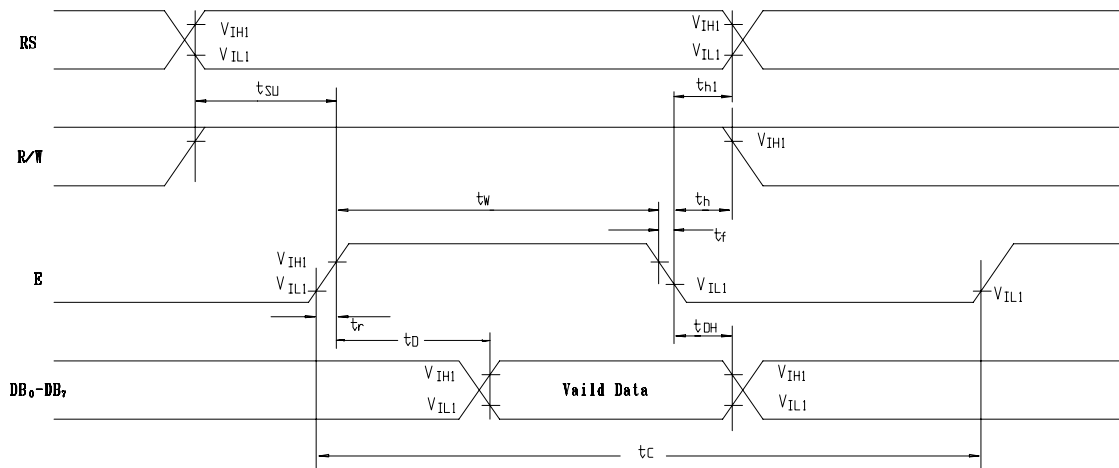 RS VIH1 VIH1
VIL1 VIL1
tSU th1
R/W VIH1
tW th
tf
E VIH1
VIL1 VIL1 VIL1
tr tD tDH
DB0-DB7 VIH1 Vaild Data VIH1
VIL1 VIL1
tC